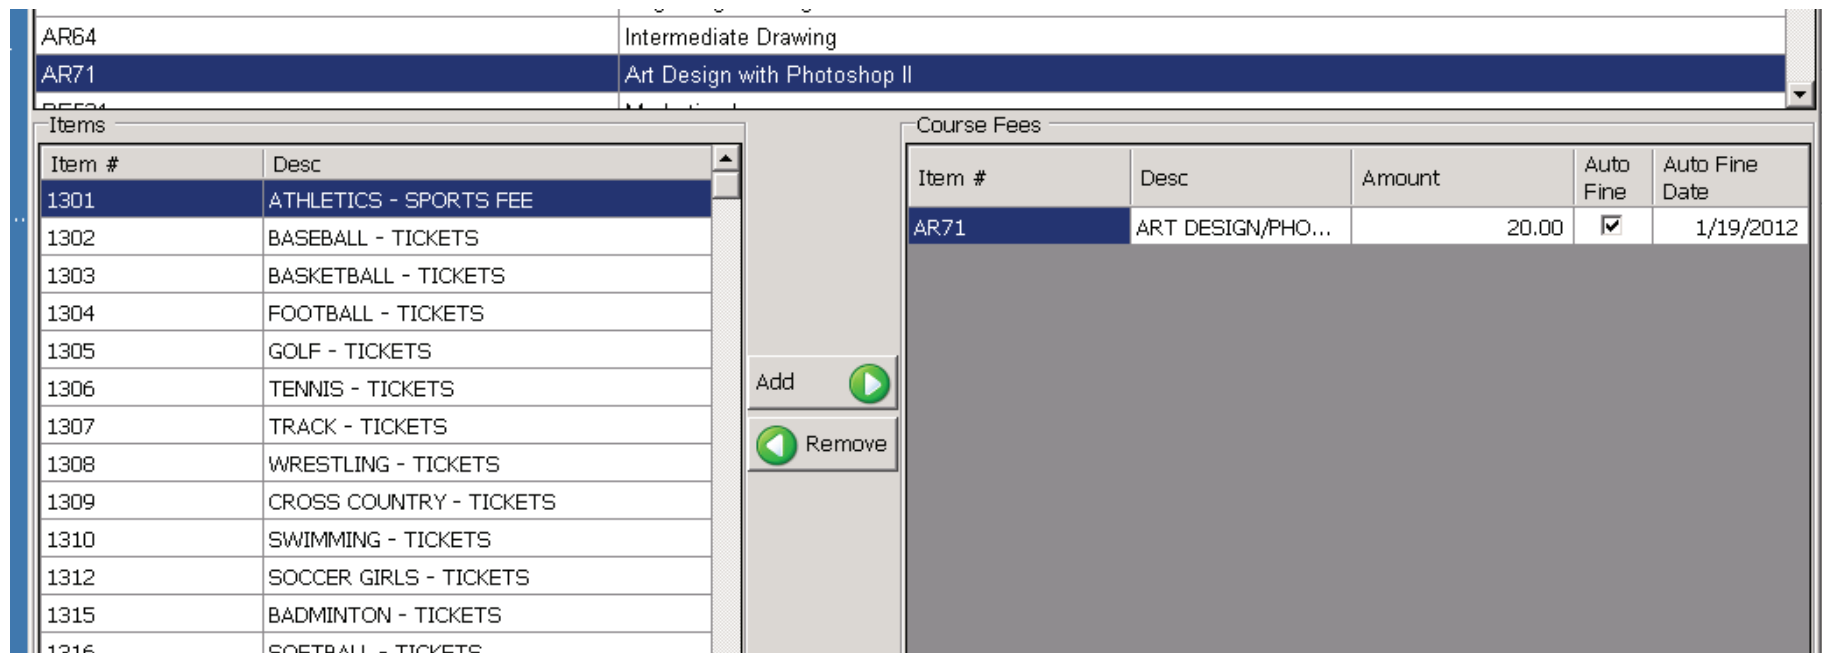 AR64 Intermediate Drawing
AR71 Art Design with Photoshop II
Items
Item # Desc
1301 ATHLETICS - SPORTS FEE
1302 BASEBALL - TICKETS
1303 BASKETBALL - TICKETS
1304 FOOTBALL - TICKETS
1305 GOLF - TICKETS
1306 TENNIS - TICKETS
1307 TRACK - TICKETS
1308 WRESTLING - TICKETS
1309 CROSS COUNTRY - TICKETS
1310 SWIMMING - TICKETS
1312 SOCCER GIRLS - TICKETS
1315 BADMINTON - TICKETS
1316 SOFTBALL - TICKETS
Add
Remove
Course Fees
Item # Desc Amount Auto Fine Auto Fine Date
AR71 ART DESIGN/PHO... 20.00 1/19/2012